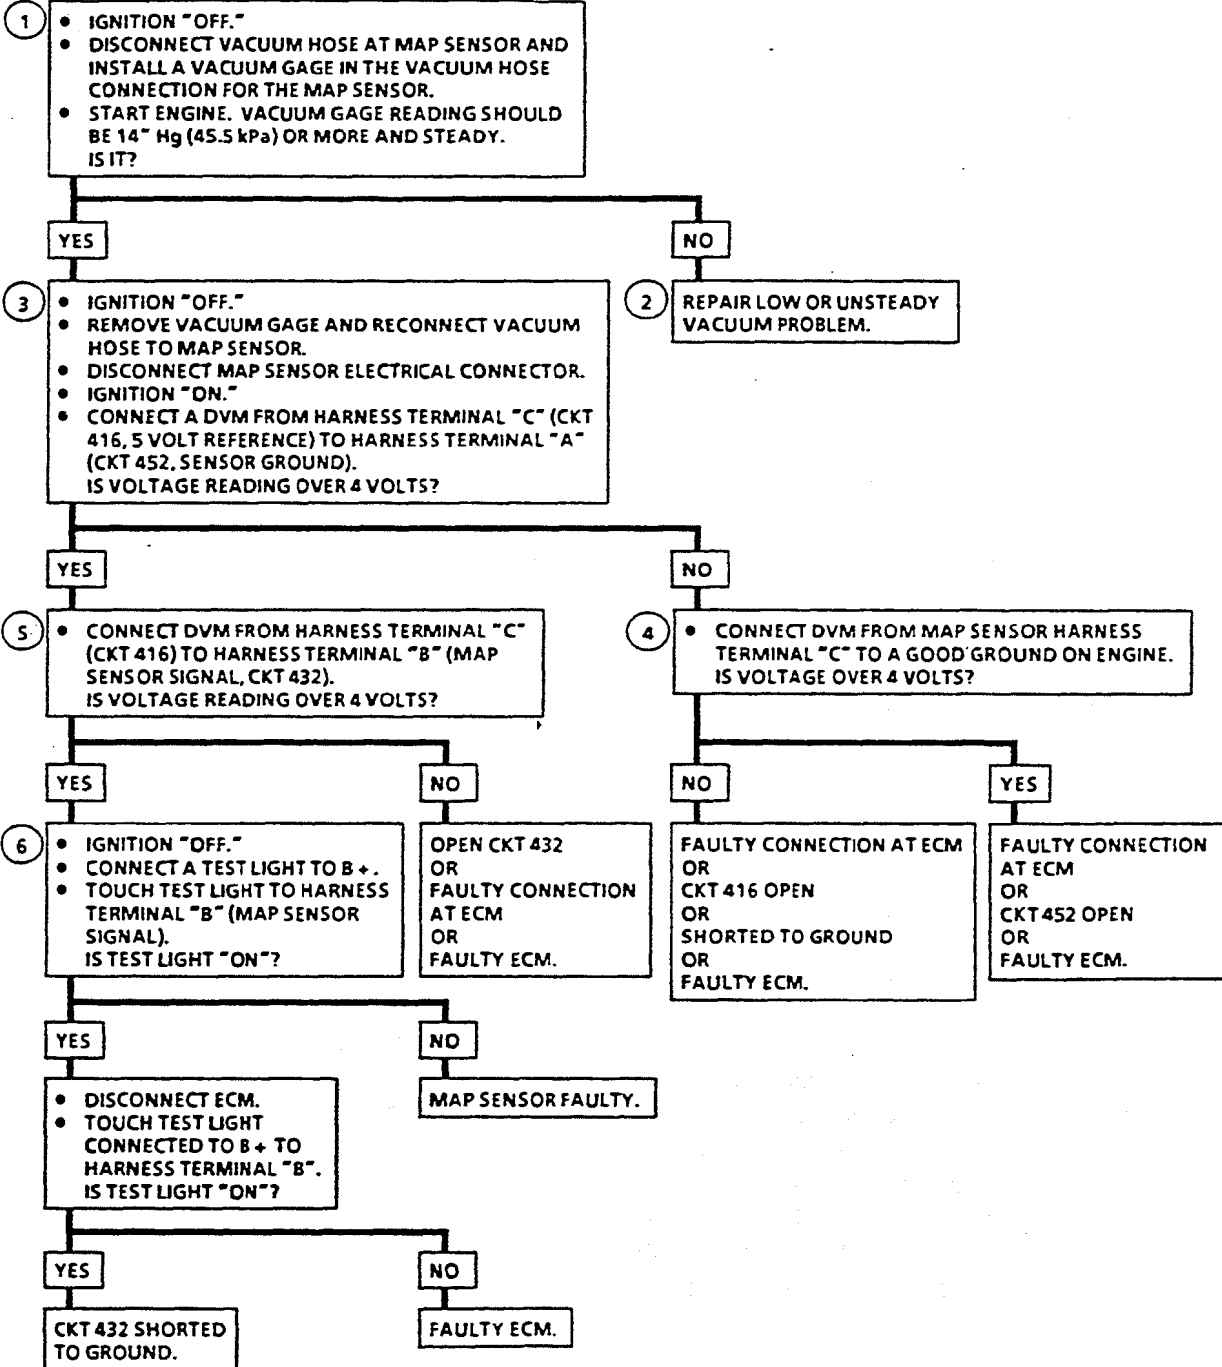 1
• IGNITION "OFF."
• DISCONNECT VACUUM HOSE AT MAP SENSOR AND
INSTALL A VACUUM GAGE IN THE VACUUM HOSE
CONNECTION FOR THE MAP SENSOR.
• START ENGINE. VACUUM GAGE READING SHOULD
BE 14" Hg (45.5 kPa) OR MORE AND STEADY.
IS IT?
YES
NO
3
• IGNITION "OFF."
• REMOVE VACUUM GAGE AND RECONNECT VACUUM
HOSE TO MAP SENSOR.
• DISCONNECT MAP SENSOR ELECTRICAL CONNECTOR.
• IGNITION "ON."
• CONNECT A DVM FROM HARNESS TERMINAL "C" (CKT
416, 5 VOLT REFERENCE) TO HARNESS TERMINAL "A"
(CKT 452, SENSOR GROUND).
IS VOLTAGE READING OVER 4 VOLTS?
2
REPAIR LOW OR UNSTEADY
VACUUM PROBLEM.
YES
NO
5
• CONNECT DVM FROM HARNESS TERMINAL "C"
(CKT 416) TO HARNESS TERMINAL "B" (MAP
SENSOR SIGNAL, CKT 432).
IS VOLTAGE READING OVER 4 VOLTS?
4
• CONNECT DVM FROM MAP SENSOR HARNESS
TERMINAL "C" TO A GOOD GROUND ON ENGINE.
IS VOLTAGE OVER 4 VOLTS?
YES
NO
NO
YES
6
• IGNITION "OFF."
• CONNECT A TEST LIGHT TO B +.
• TOUCH TEST LIGHT TO HARNESS
TERMINAL "B" (MAP SENSOR
SIGNAL).
IS TEST LIGHT "ON"?
OPEN CKT 432
OR
FAULTY CONNECTION
AT ECM
OR
FAULTY ECM.
FAULTY CONNECTION AT ECM
OR
CKT 416 OPEN
OR
SHORTED TO GROUND
OR
FAULTY ECM.
FAULTY CONNECTION
AT ECM
OR
CKT 452 OPEN
OR
FAULTY ECM.
YES
NO
• DISCONNECT ECM.
• TOUCH TEST LIGHT
CONNECTED TO B + TO
HARNESS TERMINAL "B".
IS TEST LIGHT "ON"?
MAP SENSOR FAULTY.
YES
NO
CKT 432 SHORTED
TO GROUND.
FAULTY ECM.